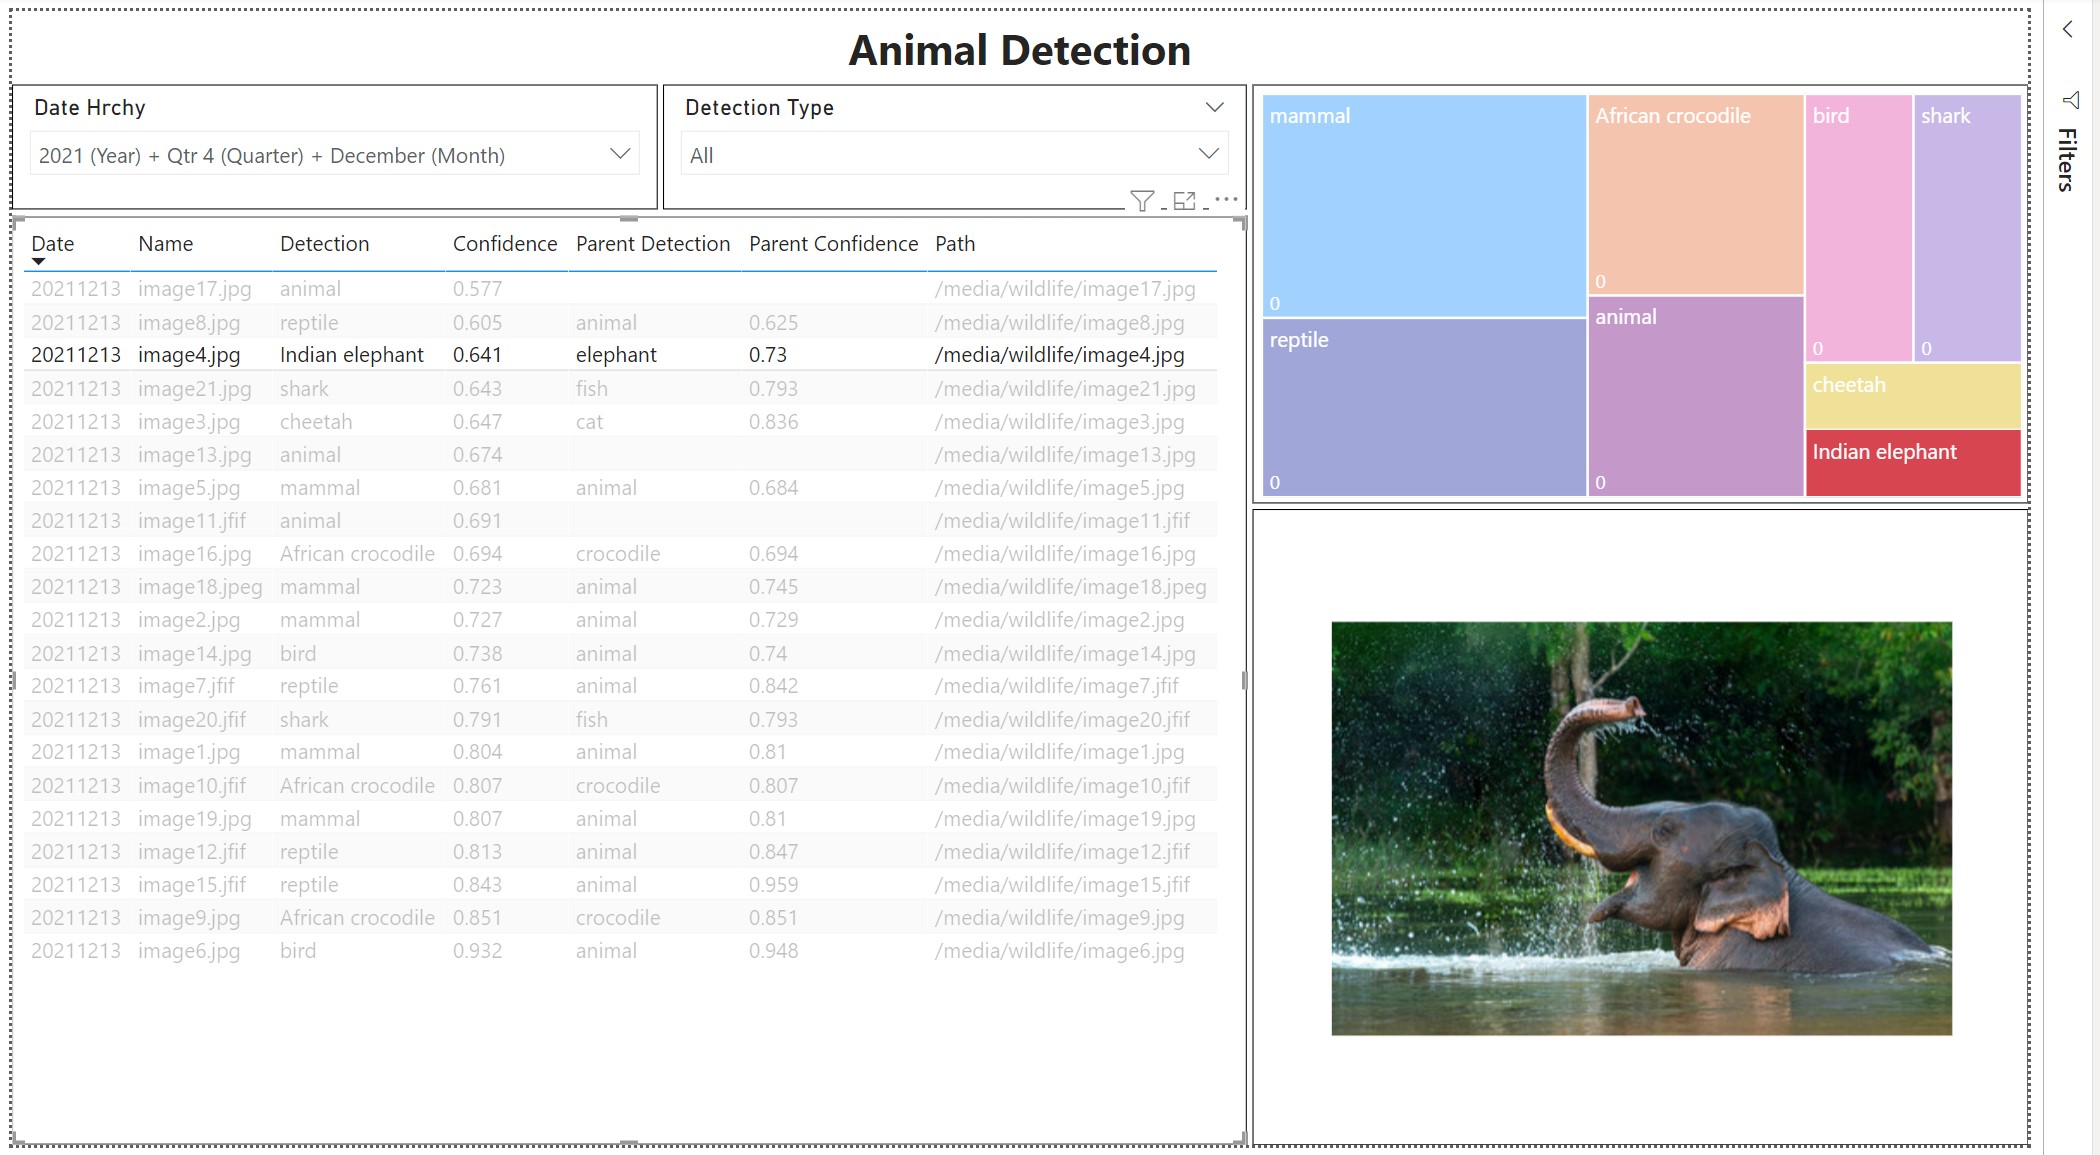 Animal Detection
Date Hrchy
2021 (Year) + Qtr 4 (Quarter) + December (Month)
Detection Type
All
Date Name Detection Confidence Parent Detection Parent Confidence Path
20211213 image17.jpg animal 0.577 /media/wildlife/image17.jpg
20211213 image8.jpg reptile 0.605 animal 0.625 /media/wildlife/image8.jpg
20211213 image4.jpg Indian elephant 0.641 elephant 0.73 /media/wildlife/image4.jpg
20211213 image21.jpg shark 0.643 fish 0.793 /media/wildlife/image21.jpg
20211213 image3.jpg cheetah 0.647 cat 0.836 /media/wildlife/image3.jpg
20211213 image13.jpg animal 0.674 /media/wildlife/image13.jpg
20211213 image5.jpg mammal 0.681 animal 0.684 /media/wildlife/image5.jpg
20211213 image11.jfif animal 0.691 /media/wildlife/image11.jfif
20211213 image16.jpg African crocodile 0.694 crocodile 0.694 /media/wildlife/image16.jpg
20211213 image18.jpeg mammal 0.723 animal 0.745 /media/wildlife/image18.jpeg
20211213 image2.jpg mammal 0.727 animal 0.729 /media/wildlife/image2.jpg
20211213 image14.jpg bird 0.738 animal 0.74 /media/wildlife/image14.jpg
20211213 image7.jfif reptile 0.761 animal 0.842 /media/wildlife/image7.jfif
20211213 image20.jfif shark 0.791 fish 0.793 /media/wildlife/image20.jfif
20211213 image1.jpg mammal 0.804 animal 0.81 /media/wildlife/image1.jpg
20211213 image10.jfif African crocodile 0.807 crocodile 0.807 /media/wildlife/image10.jfif
20211213 image19.jpg mammal 0.807 animal 0.81 /media/wildlife/image19.jpg
20211213 image12.jfif reptile 0.813 animal 0.847 /media/wildlife/image12.jfif
20211213 image15.jfif reptile 0.843 animal 0.959 /media/wildlife/image15.jfif
20211213 image9.jpg African crocodile 0.851 crocodile 0.851 /media/wildlife/image9.jpg
20211213 image6.jpg bird 0.932 animal 0.948 /media/wildlife/image6.jpg
mammal
0
reptile
0
African crocodile
0
animal
0
bird
0
shark
0
cheetah
Indian elephant
Filters